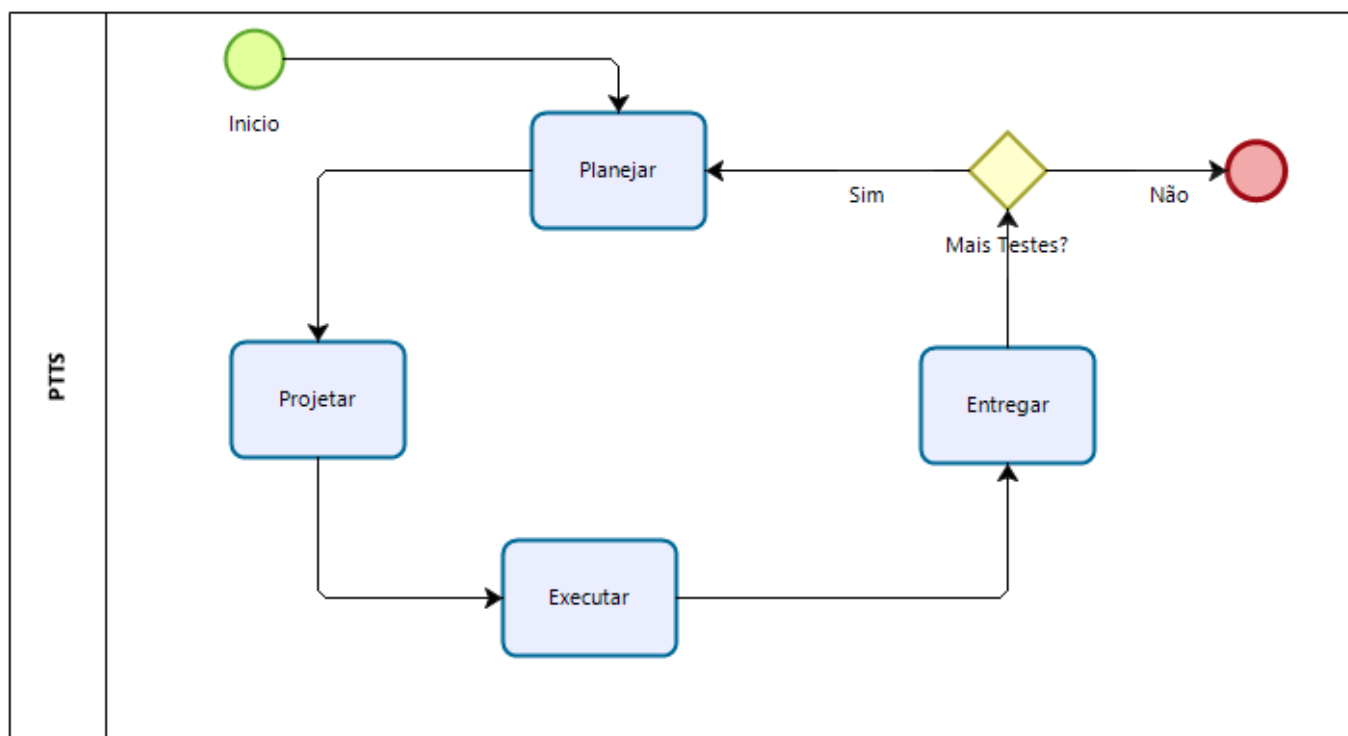 PTTS
Inicio
Planejar
Sim
Não
Mais Testes?
Projetar
Entregar
Executar